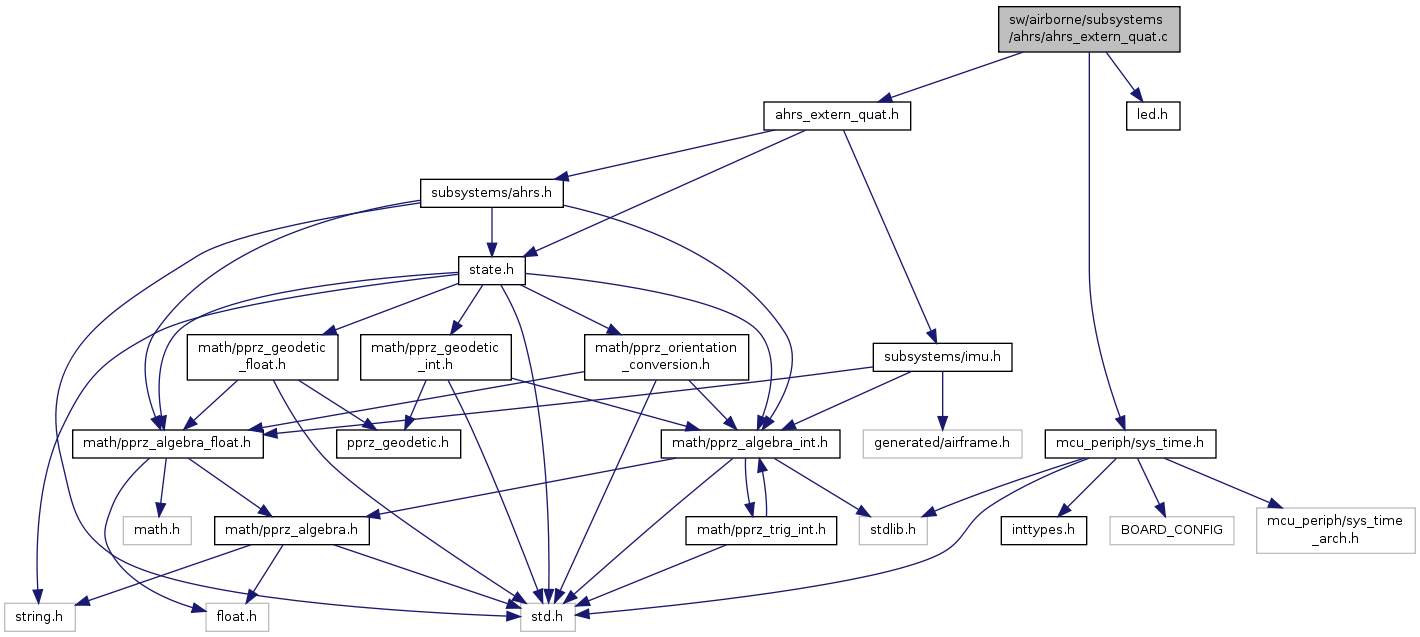 sw/airborne/subsystems
/ahrs/ahrs_extern_quat.c
ahrs_extern_quat.h
led.h
subsystems/ahrs.h
state.h
math/pprz_geodetic
_float.h
math/pprz_geodetic
_int.h
math/pprz_orientation
_conversion.h
subsystems/imu.h
math/pprz_algebra_float.h
pprz_geodetic.h
math/pprz_algebra_int.h
generated/airframe.h
mcu_periph/sys_time.h
math.h
math/pprz_algebra.h
math/pprz_trig_int.h
stdlib.h
inttypes.h
BOARD_CONFIG
mcu_periph/sys_time
_arch.h
string.h
float.h
std.h